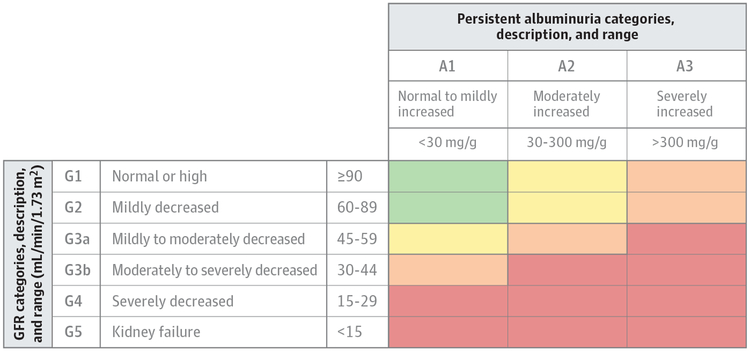 Persistent albuminuria categories,
description, and range
A1
A2
A3
Normal to mildly
increased
Moderately
increased
Severely
increased
<30 mg/g
30-300 mg/g
>300 mg/g
GFR categories, description,
and range (mL/min/1.73 m²)
G1 Normal or high ≥90
G2 Mildly decreased 60-89
G3a Mildly to moderately decreased 45-59
G3b Moderately to severely decreased 30-44
G4 Severely decreased 15-29
G5 Kidney failure <15